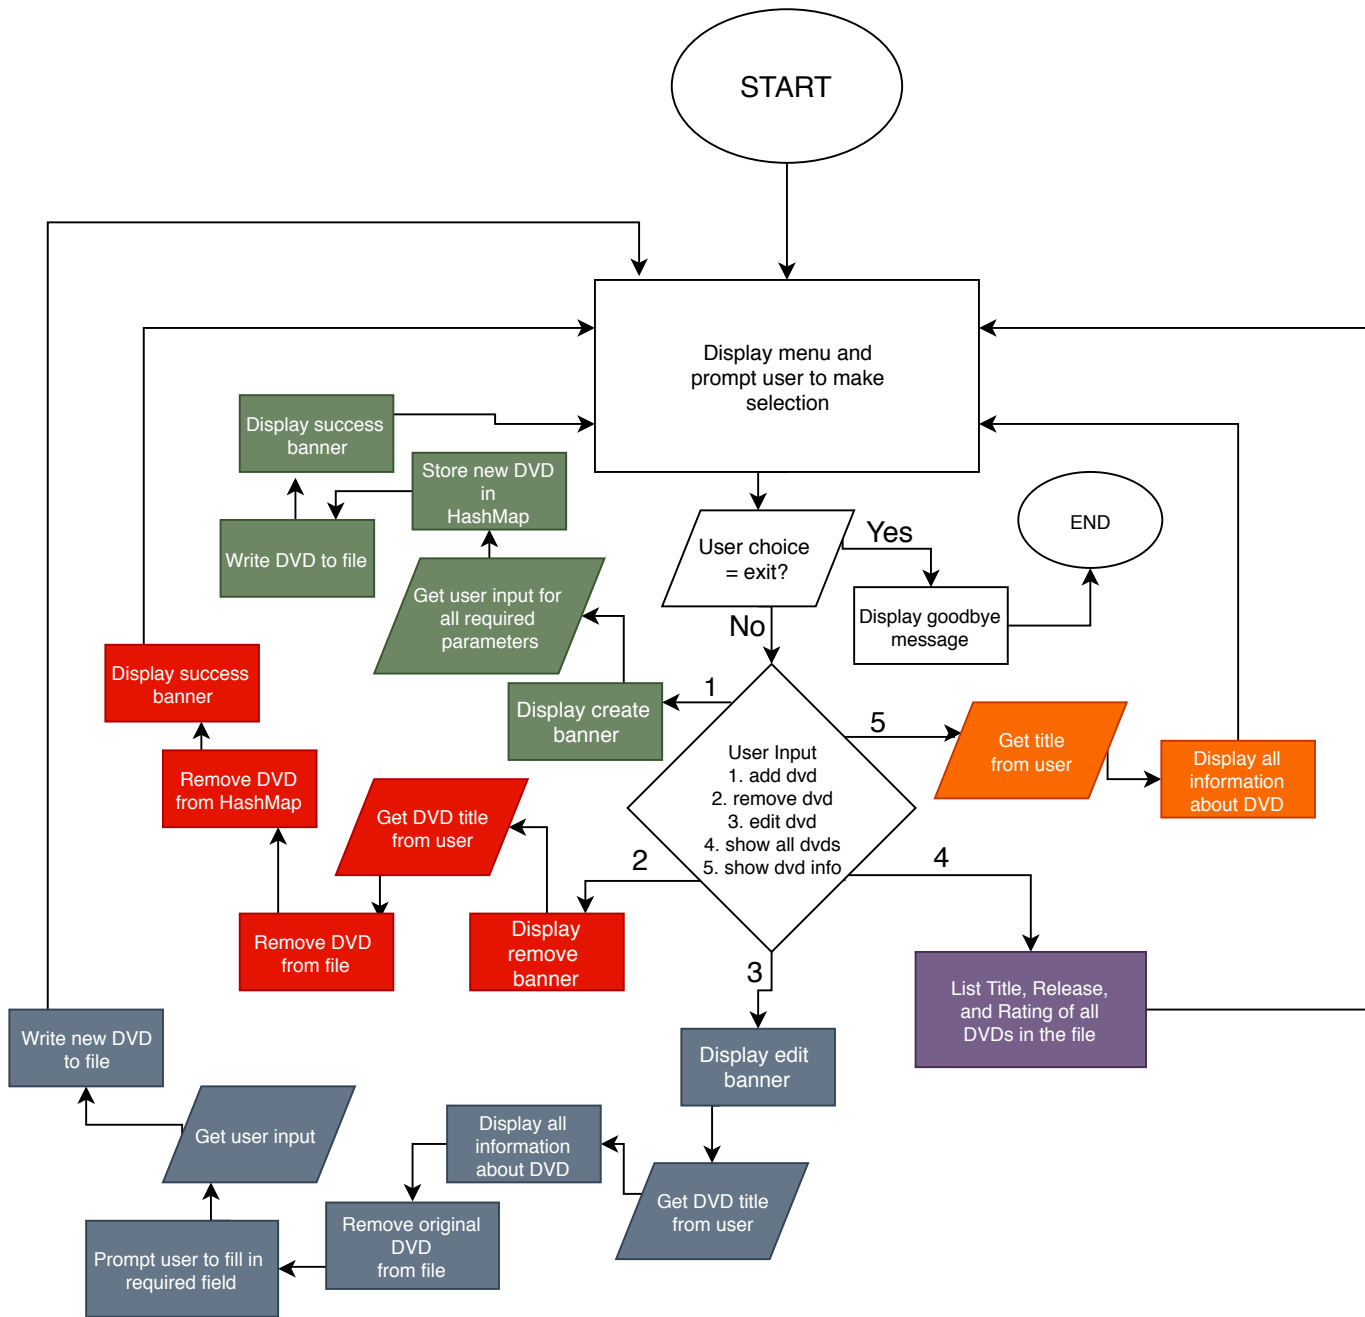 START
Display menu and
prompt user to make
selection
Display success
banner
Store new DVD
in
HashMap
Write DVD to file
User choice
= exit?
Yes
END
Get user input for
all required
parameters
Display goodbye
message
No
Display success
banner
1
Display create
banner
5
Get title
from user
Display all
information
about DVD
User Input
1. add dvd
2. remove dvd
3. edit dvd
4. show all dvds
5. show dvd info
Remove DVD
from HashMap
Get DVD title
from user
2
4
Remove DVD
from file
Display
remove
banner
3
List Title, Release,
and Rating of all
DVDs in the file
Write new DVD
to file
Display edit
banner
Get user input
Display all
information
about DVD
Get DVD title
from user
Remove original
DVD
from file
Prompt user to fill in
required field